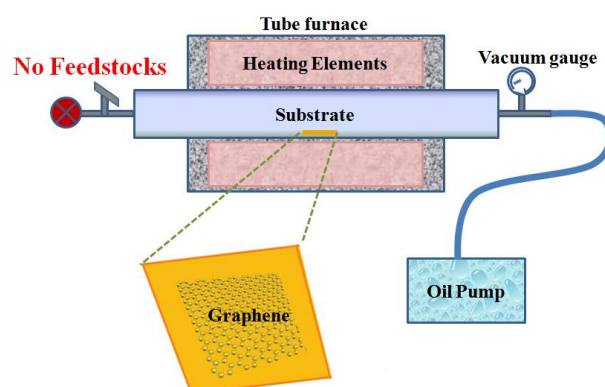 Tube furnace
No Feedstocks
Heating Elements
Vacuum gauge
Substrate
Oil Pump
Graphene